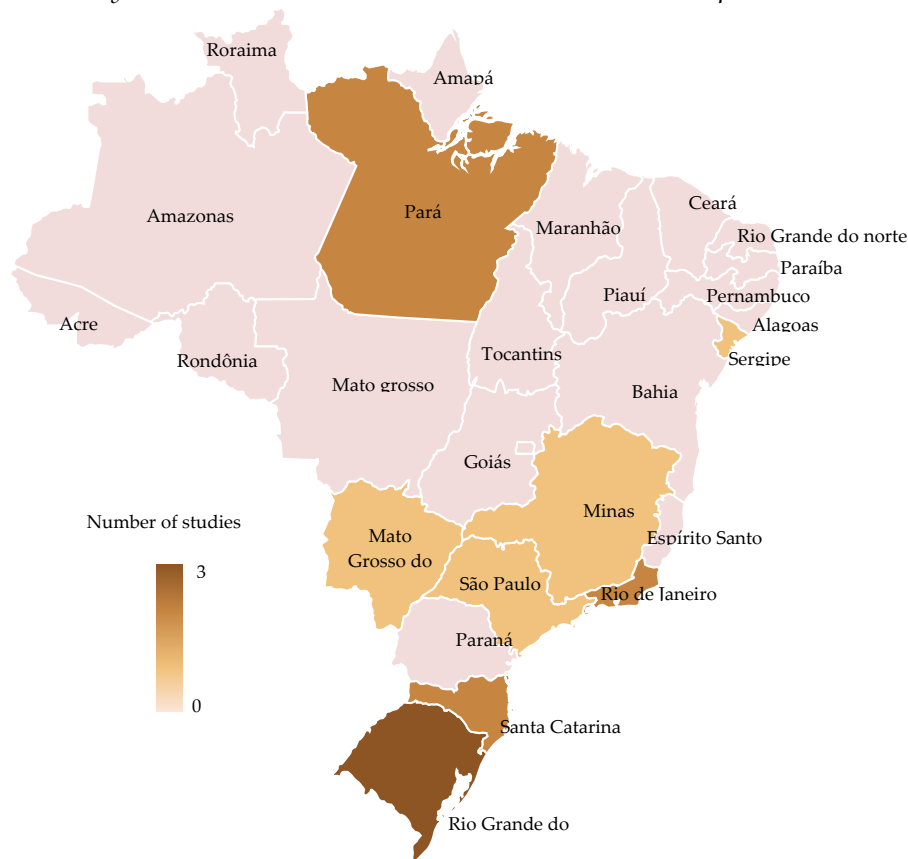 Roraima
Amapá
Amazonas
Pará
Ceará
Maranhão
Rio Grande do norte
Paraíba
Piauí
Pernambuco
Acre
Alagoas
Rondônia
Tocantins
Sergipe
Mato grosso
Bahia
Goiás
Minas
Number of studies
Mato
Grosso do
Espírito Santo
3
São Paulo
Rio de Janeiro
Paraná
0
Santa Catarina
Rio Grande do